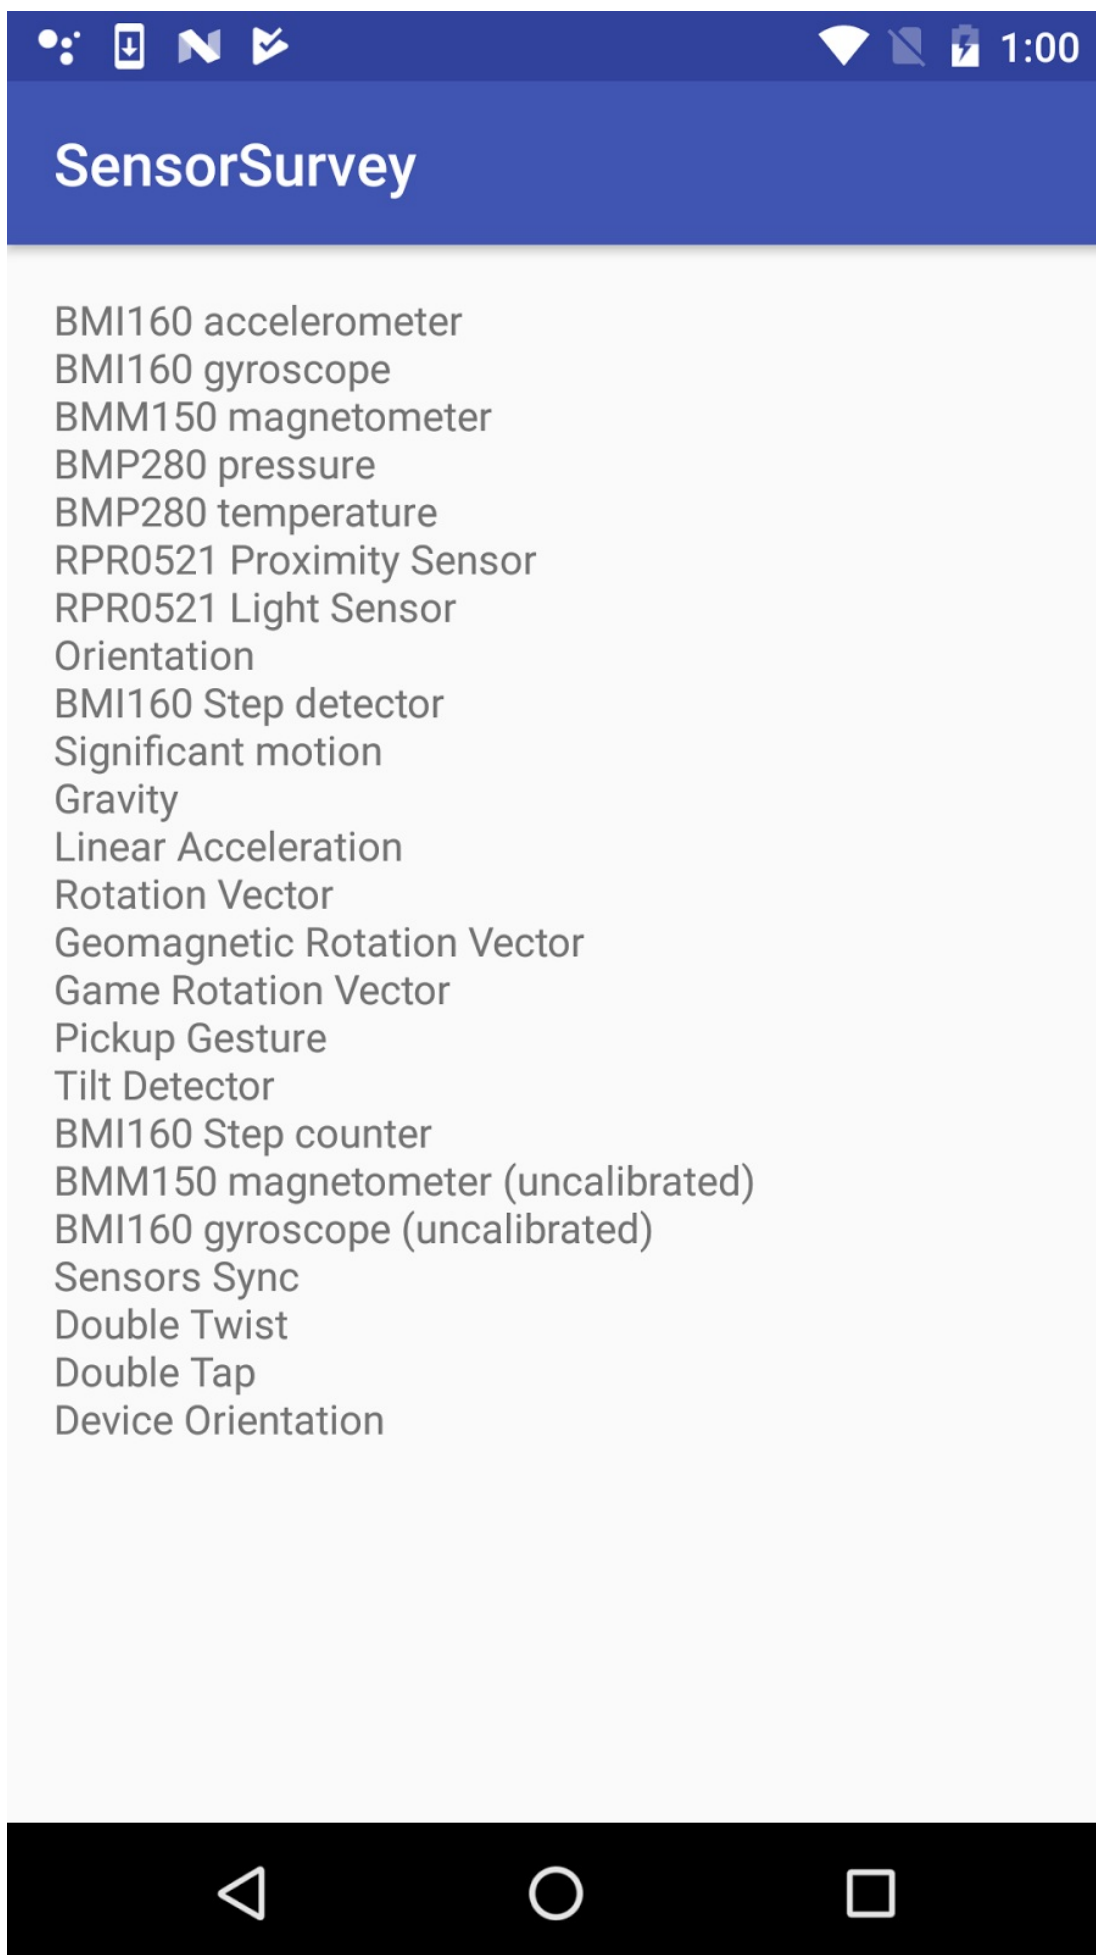 1:00
SensorSurvey
BMI160 accelerometer
BMI160 gyroscope
BMM150 magnetometer
BMP280 pressure
BMP280 temperature
RPR0521 Proximity Sensor
RPR0521 Light Sensor
Orientation
BMI160 Step detector
Significant motion
Gravity
Linear Acceleration
Rotation Vector
Geomagnetic Rotation Vector
Game Rotation Vector
Pickup Gesture
Tilt Detector
BMI160 Step counter
BMM150 magnetometer (uncalibrated)
BMI160 gyroscope (uncalibrated)
Sensors Sync
Double Twist
Double Tap
Device Orientation